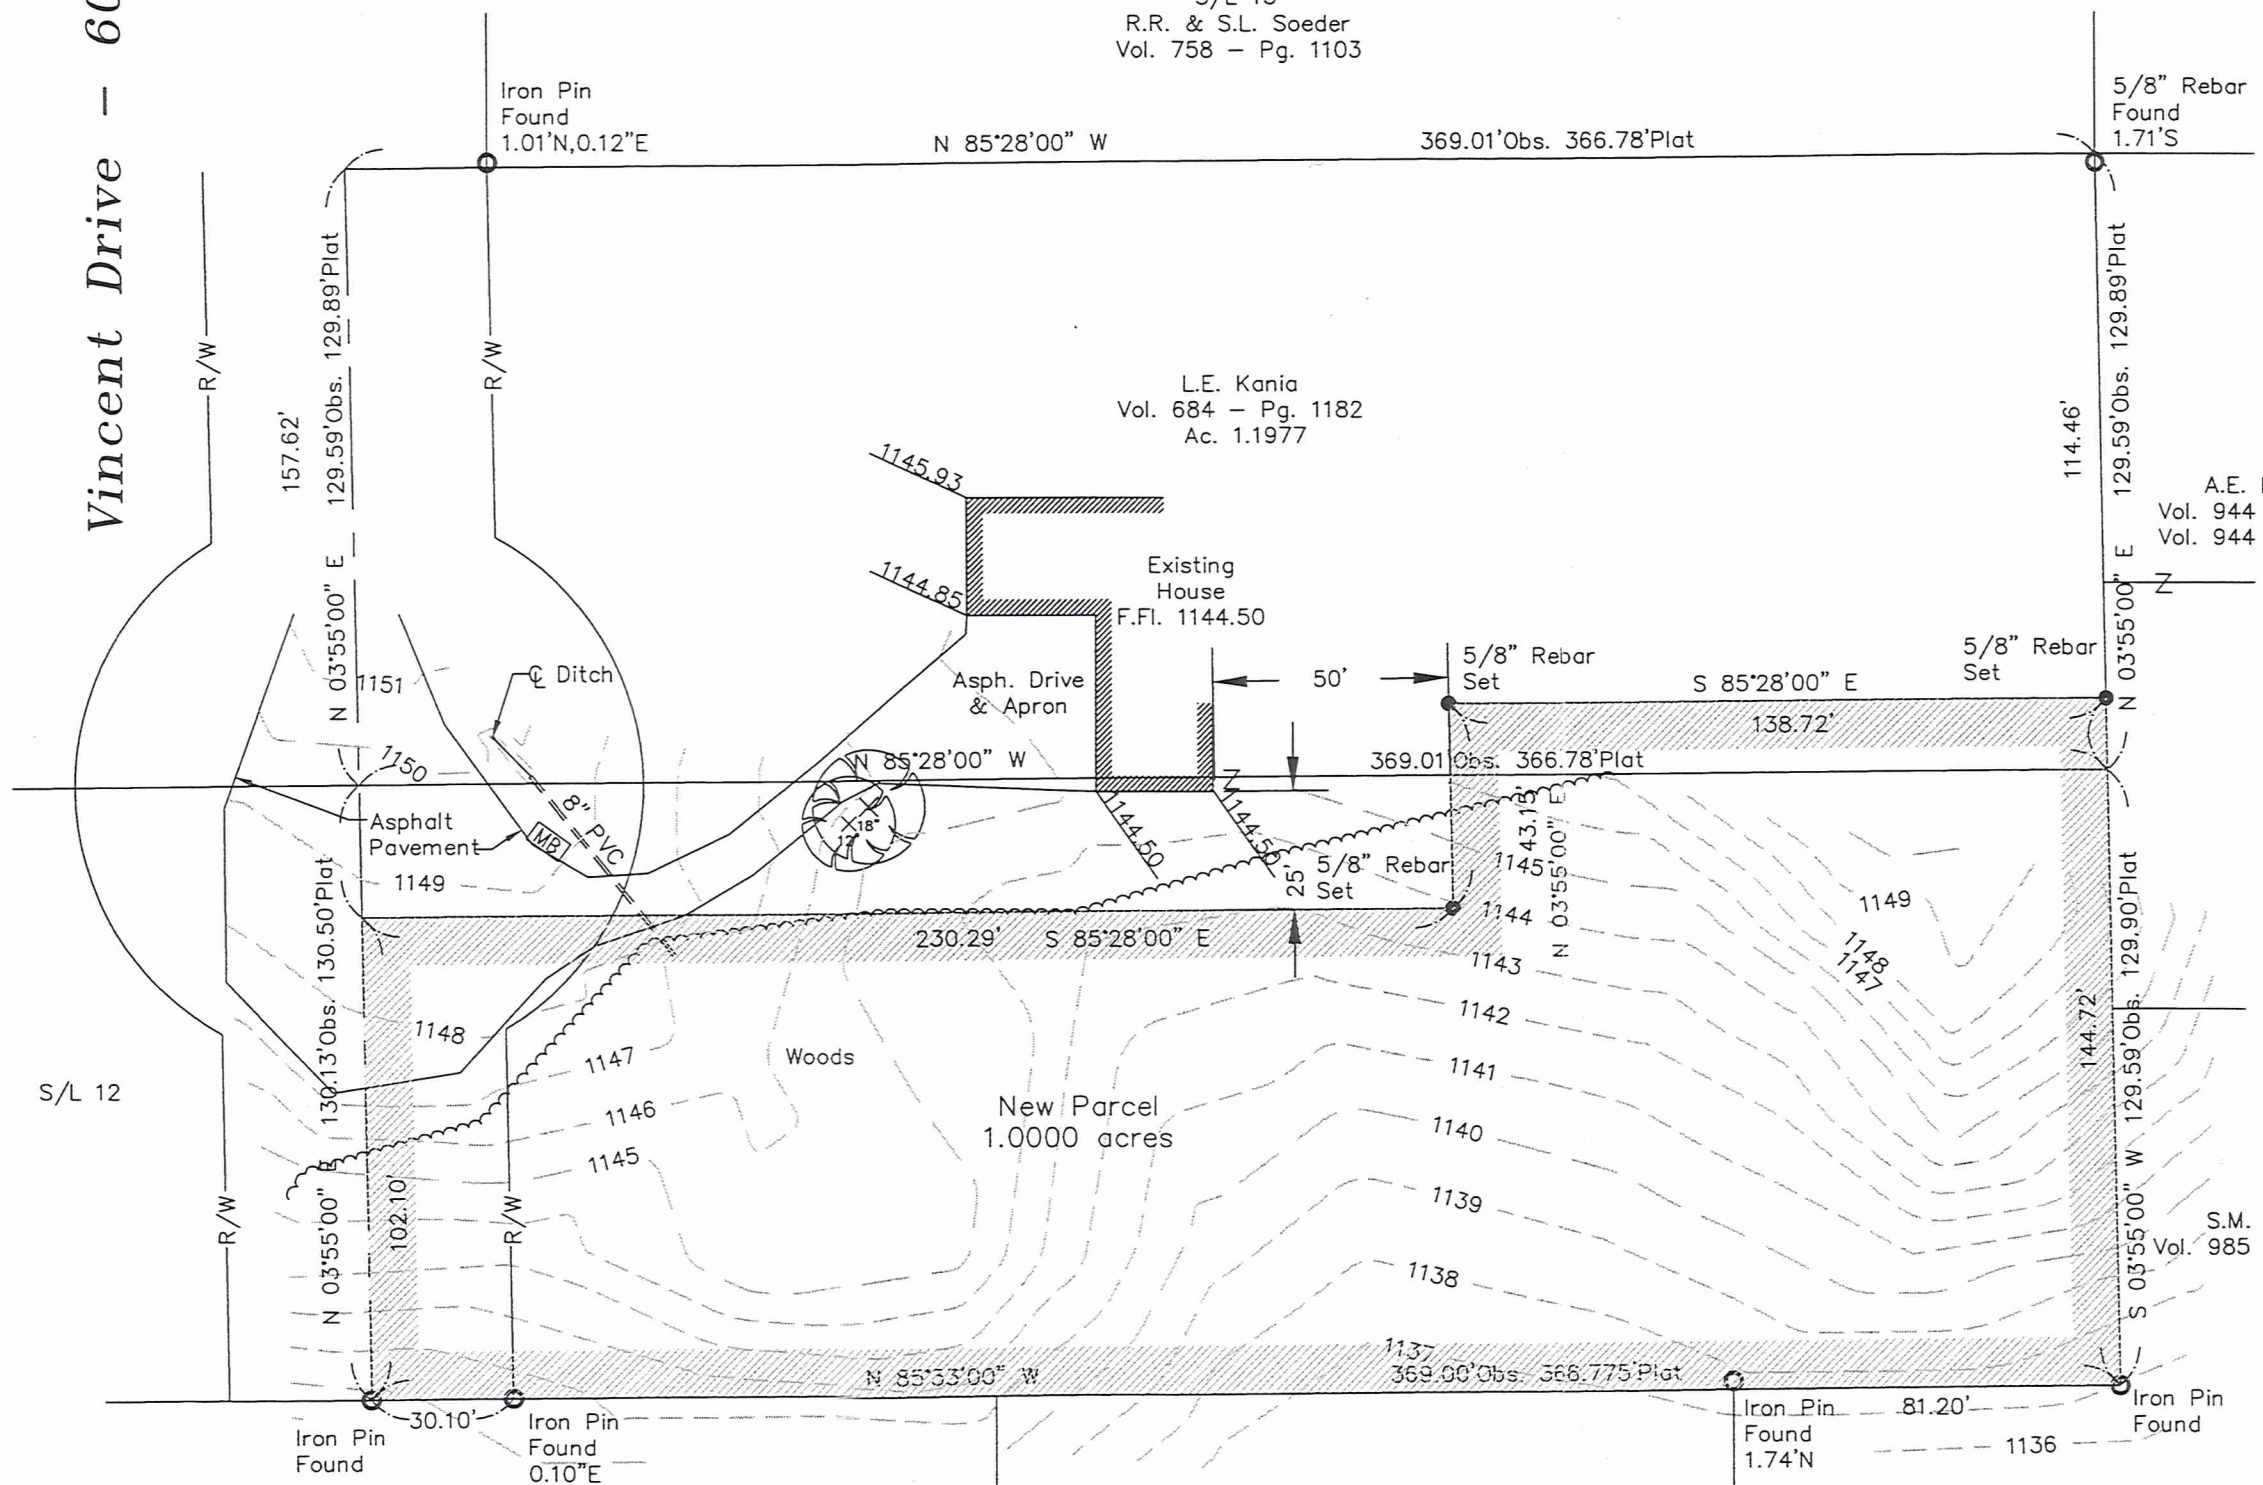 R.R. & S.L. Soeder
Vol. 758 – Pg. 1103
Vincent Drive –
Iron Pin
Found
1.01'N,0.12"E
N 85°28'00" W
369.01'Obs. 366.78'Plat
5/8" Rebar
Found
1.71'S
R/W
R/W
157.62'
N 03°55'00" E 129.59'Obs. 129.89'Plat
L.E. Kania
Vol. 684 – Pg. 1182
Ac. 1.1977
114.46'
N 03°55'00" E 129.59'Obs. 129.89'Plat
A.E.
Vol. 944
Vol. 944
1145.93
1144.85
Existing
House
F.Fl. 1144.50
Z
1151
℄ Ditch
Asph. Drive
& Apron
50'
5/8" Rebar
Set
S 85°28'00" E
138.72'
5/8" Rebar
Set
1150
N 85°28'00" W
Z
369.01'Obs. 366.78'Plat
8" PVC
MB
Asphalt
Pavement
18"
12"
1144.50
1144.50
25'
5/8" Rebar
Set
43.15'
N 03°55'00" E
1149
1145
1144
1143
1149
1148
1147
230.29' S 85°28'00" E
N 03°55'00" E 130.13'Obs. 130.50'Plat
102.10'
144.72'
S 03°55'00" W 129.59'Obs. 129.90'Plat
1148
1147
Woods
1142
1141
S/L 12
1146
New Parcel
1.0000 acres
1140
1145
1139
R/W
R/W
S.M.
Vol. 985
1138
1137
N 85°33'00" W
369.00'Obs. 366.775'Plat
30.10'
Iron Pin
Found
Iron Pin
Found
0.10"E
Iron Pin
Found
1.74'N
81.20'
Iron Pin
Found
1136